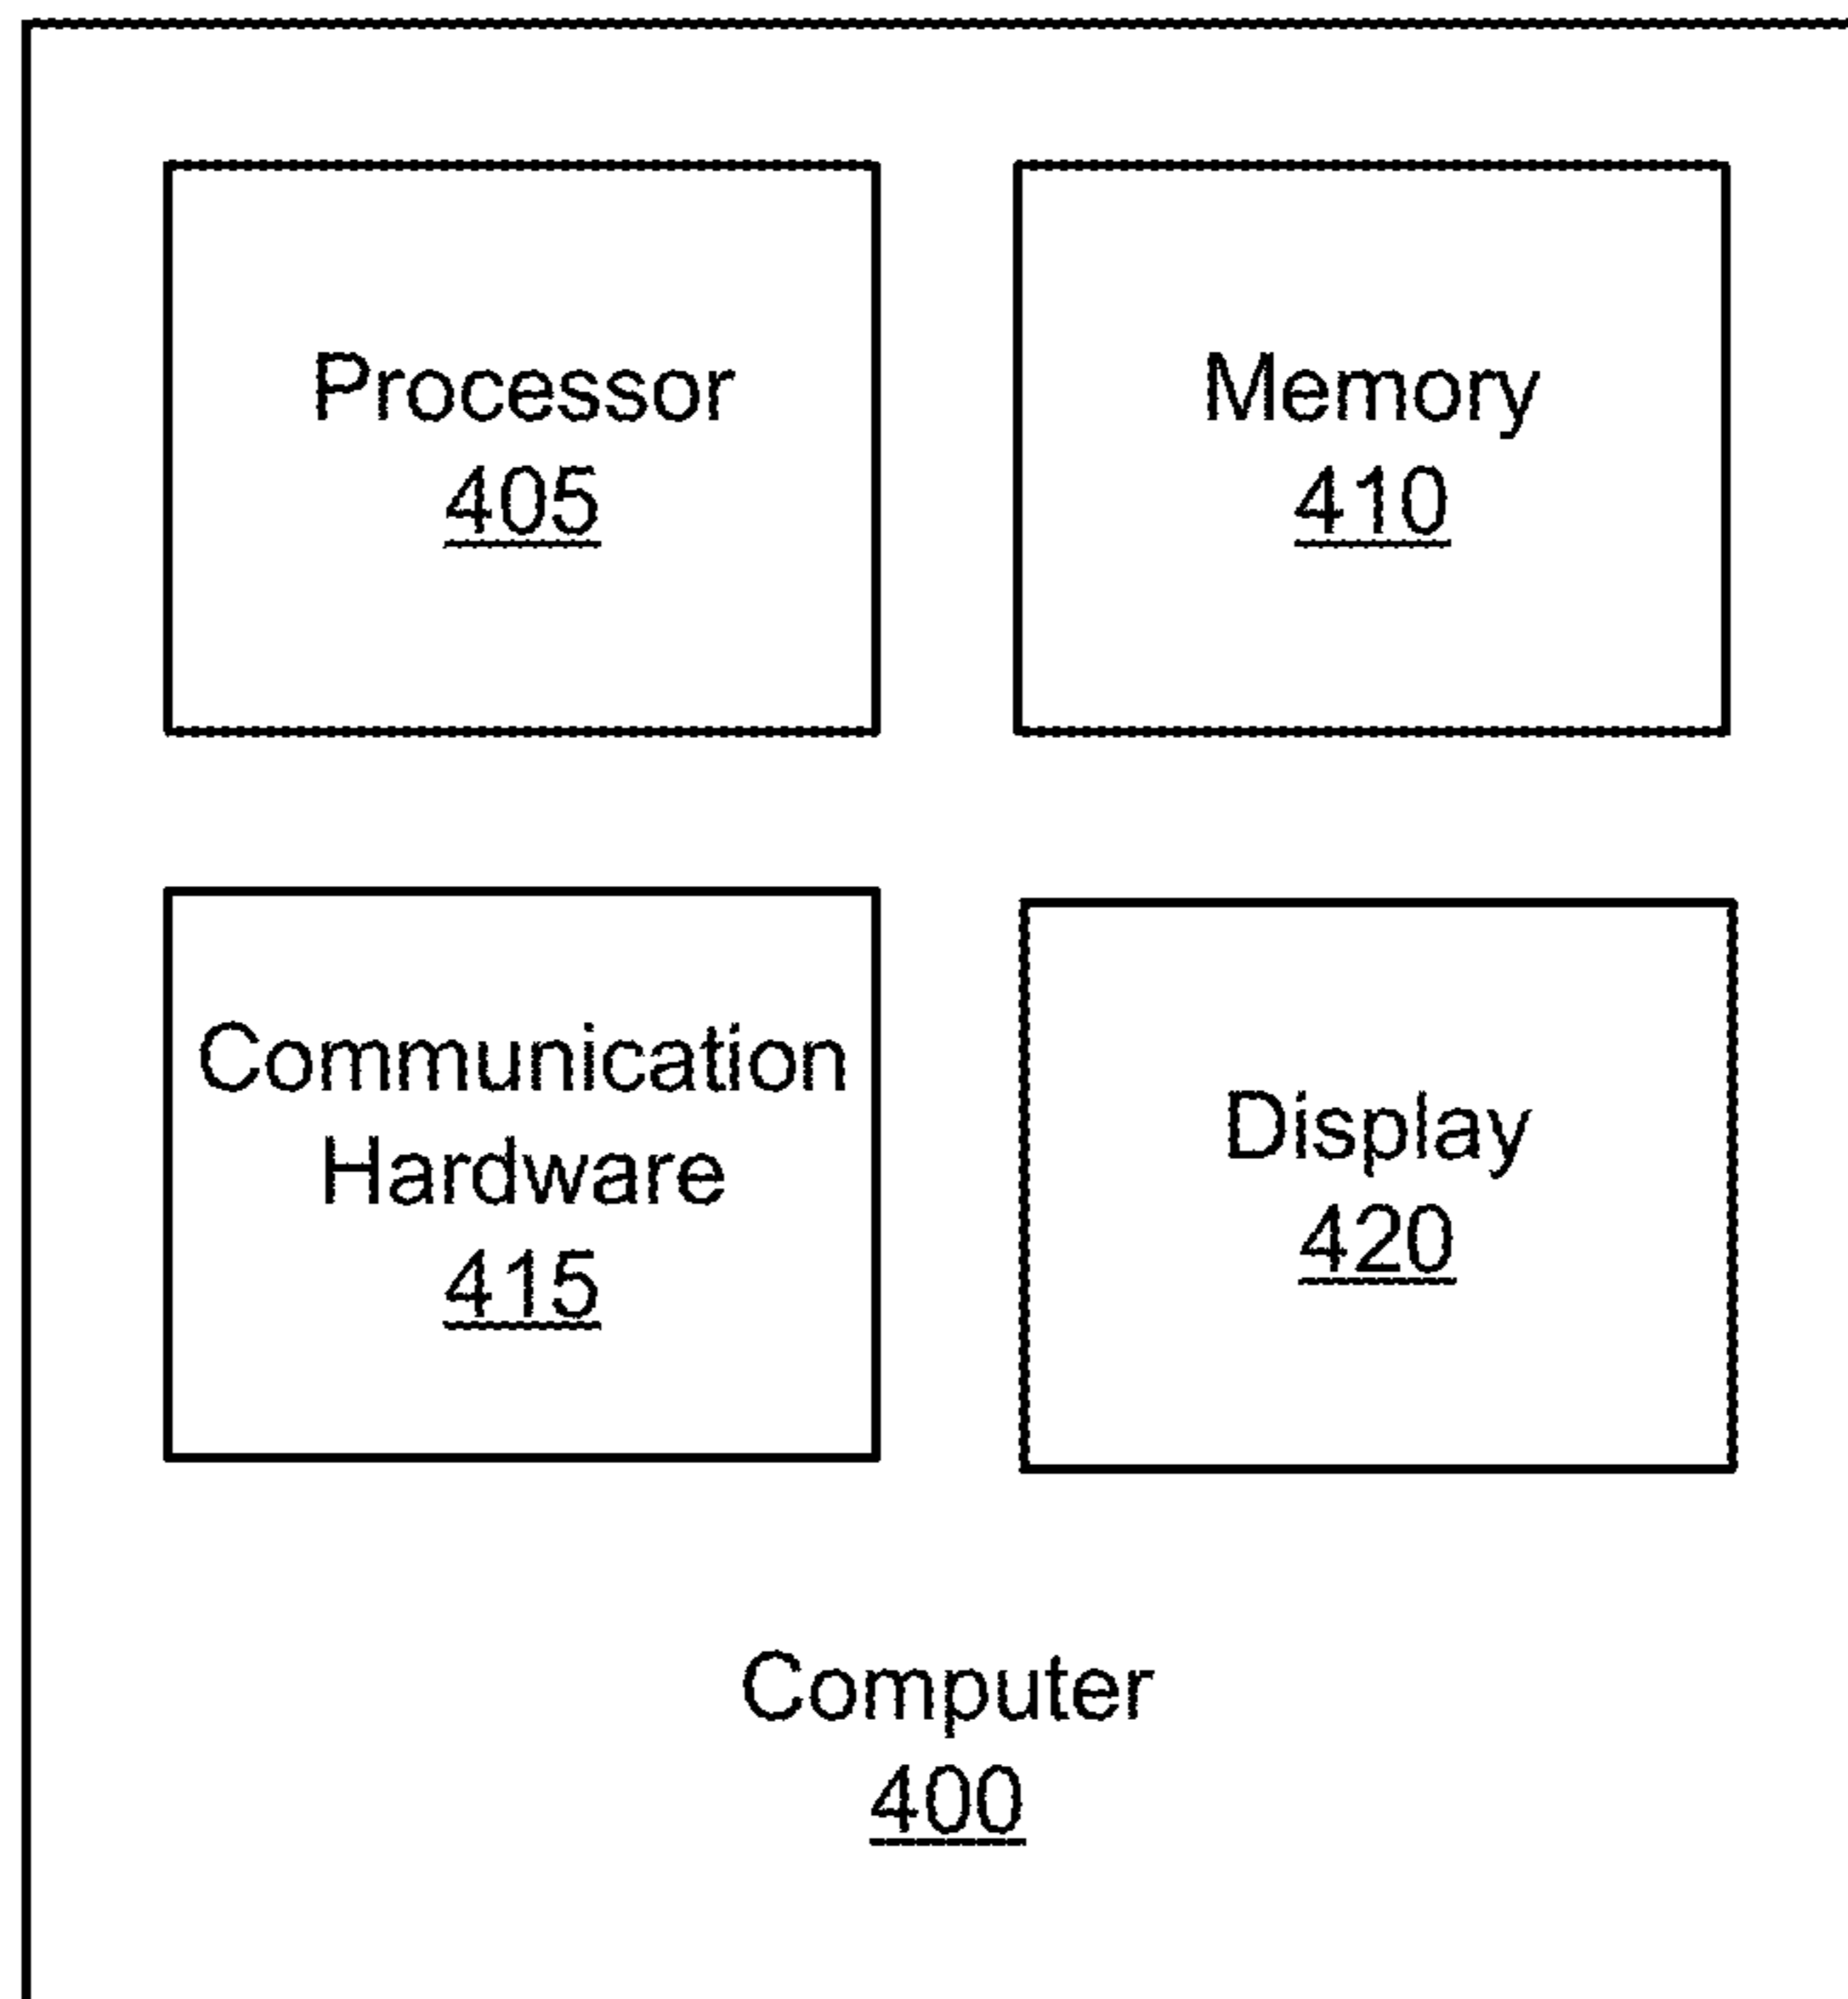 Processor
405
Memory
410
Communication
Hardware
415
Display
420
Computer
400